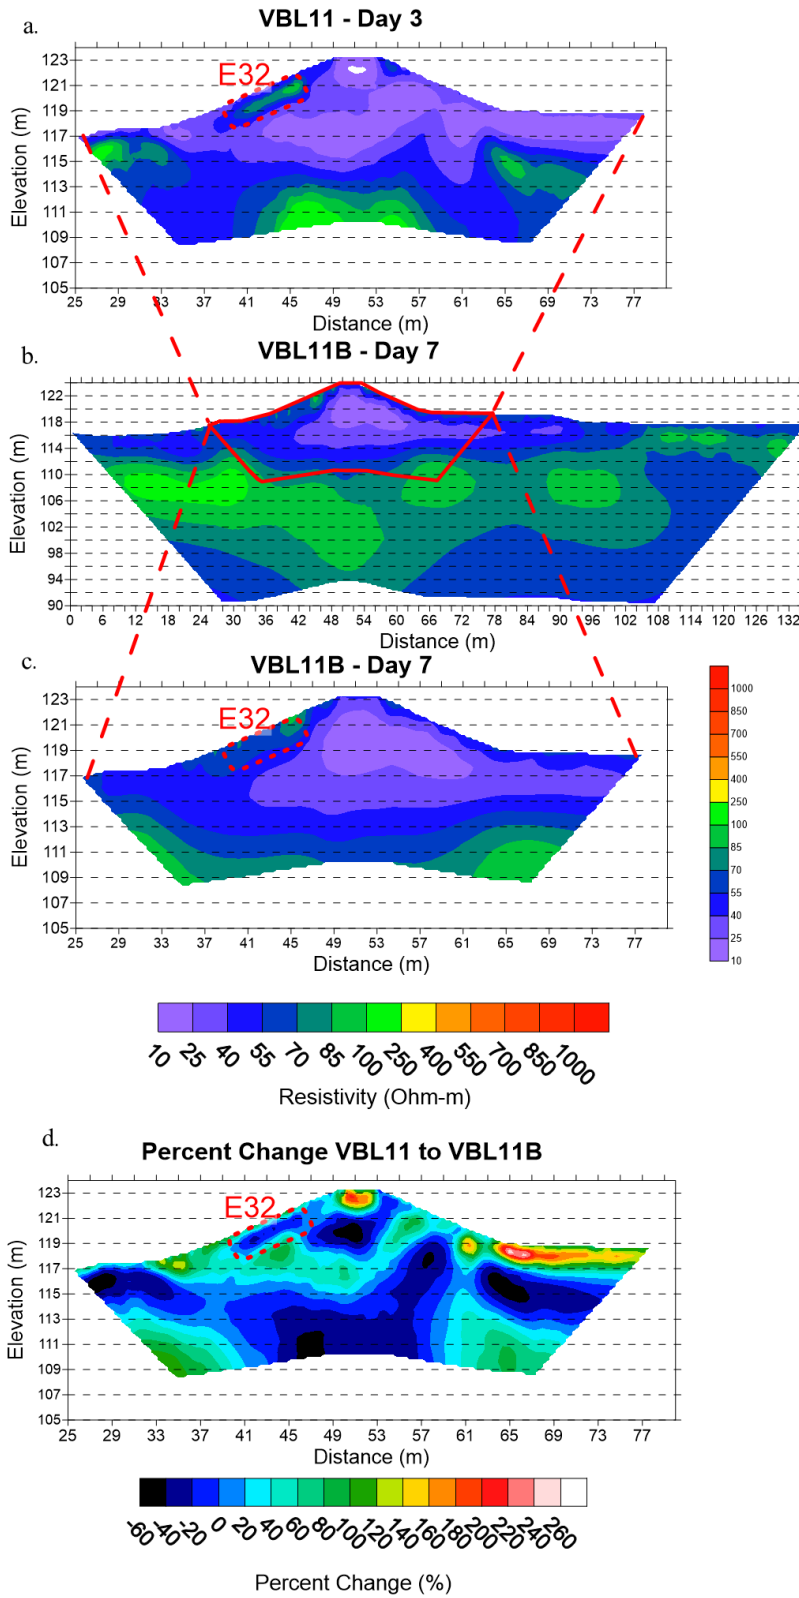 a.
VBL11 - Day 3
E32
123
121
119
117
115
113
111
109
107
105
Elevation (m)
25 29 33 37 41 45 49 53 57 61 65 69 73 77
Distance (m)
b.
VBL11B - Day 7
122
118
114
110
106
102
98
94
90
Elevation (m)
0 6 12 18 24 30 36 42 48 54 60 66 72 78 84 90 96 102 108 114 120 126 132
Distance (m)
c.
VBL11B - Day 7
E32
123
121
119
117
115
113
111
109
107
105
Elevation (m)
25 29 33 37 41 45 49 53 57 61 65 69 73 77
Distance (m)
1000
850
700
550
400
250
100
85
70
55
40
25
10
10 25 40 55 70 85 100 250 400 550 700 850 1000
Resistivity (Ohm-m)
d.
Percent Change VBL11 to VBL11B
E32
123
121
119
117
115
113
111
109
107
105
Elevation (m)
25 29 33 37 41 45 49 53 57 61 65 69 73 77
Distance (m)
-60 -40 -20 0 20 40 60 80 100 120 140 160 180 200 220 240 260
Percent Change (%)